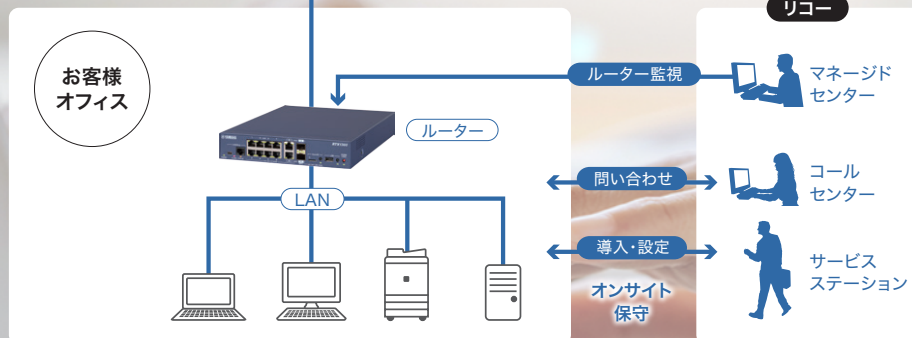 リコー
お客様
オフィス
ルーター監視
マネージド
センター
YAMAHA
ルーター
問い合わせ
コール
センター
LAN
導入・設定
サービス
ステーション
オンサイト
保守